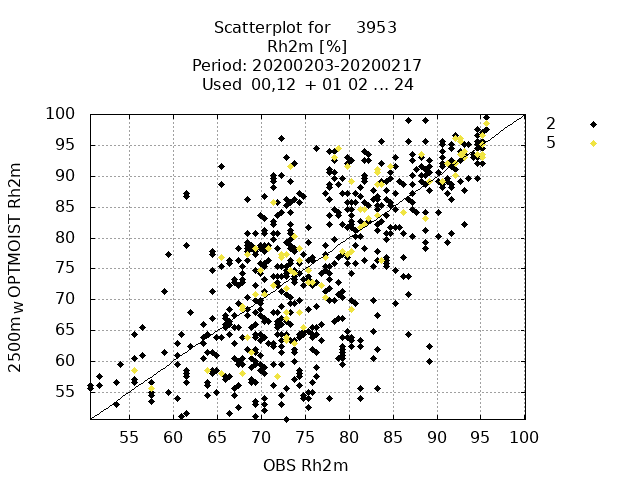 Scatterplot for 3953
Rh2m [%]
Period: 20200203-20200217
Used 00,12 + 01 02 ... 24
2
5
100
95
90
85
80
75
70
65
60
55
2500mw OPTMOIST Rh2m
55 60 65 70 75 80 85 90 95 100
OBS Rh2m